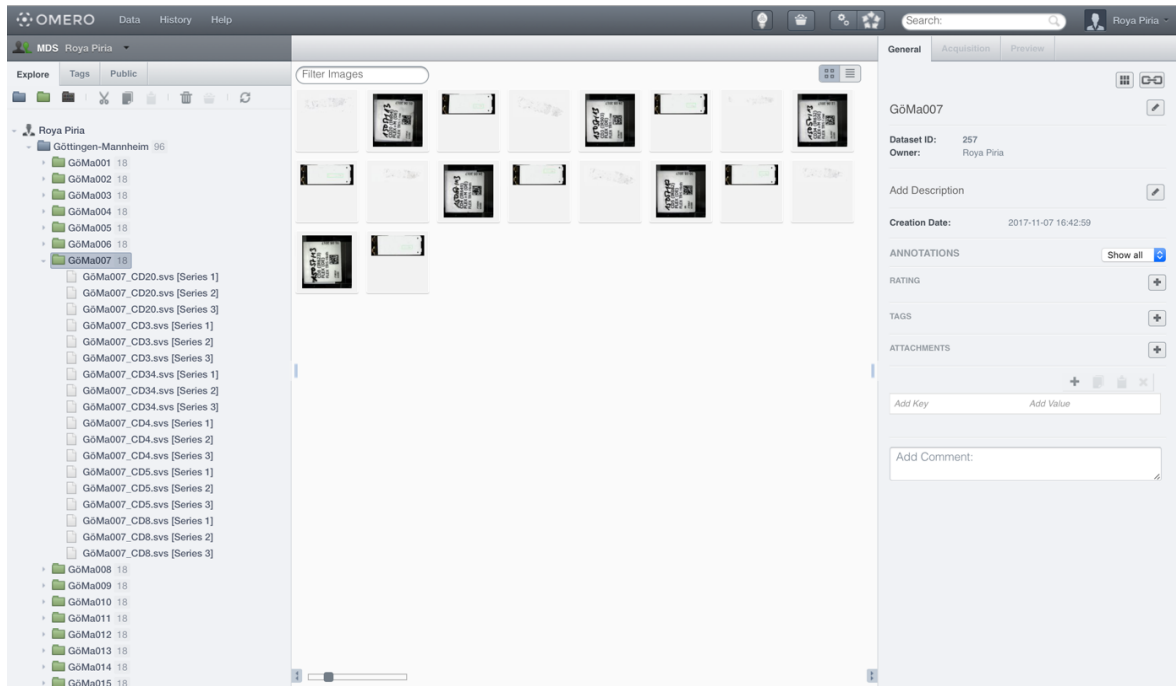 OMERO Data History Help Search: Roya Piria
MDS Roya Piria
Explore Tags Public
Roya Piria
Göttingen-Mannheim 96
GöMa001 18
GöMa002 18
GöMa003 18
GöMa004 18
GöMa005 18
GöMa006 18
GöMa007 18
GöMa007_CD20.svs [Series 1]
GöMa007_CD20.svs [Series 2]
GöMa007_CD20.svs [Series 3]
GöMa007_CD3.svs [Series 1]
GöMa007_CD3.svs [Series 2]
GöMa007_CD3.svs [Series 3]
GöMa007_CD34.svs [Series 1]
GöMa007_CD34.svs [Series 2]
GöMa007_CD34.svs [Series 3]
GöMa007_CD4.svs [Series 1]
GöMa007_CD4.svs [Series 2]
GöMa007_CD4.svs [Series 3]
GöMa007_CD5.svs [Series 1]
GöMa007_CD5.svs [Series 2]
GöMa007_CD5.svs [Series 3]
GöMa007_CD8.svs [Series 1]
GöMa007_CD8.svs [Series 2]
GöMa007_CD8.svs [Series 3]
GöMa008 18
GöMa009 18
GöMa010 18
GöMa011 18
GöMa012 18
GöMa013 18
GöMa014 18
GöMa015 18
Filter Images
General Acquisition Preview
GöMa007
Dataset ID: 257
Owner: Roya Piria
Add Description
Creation Date: 2017-11-07 16:42:59
ANNOTATIONS Show all
RATING
TAGS
ATTACHMENTS
Add Key Add Value
Add Comment: